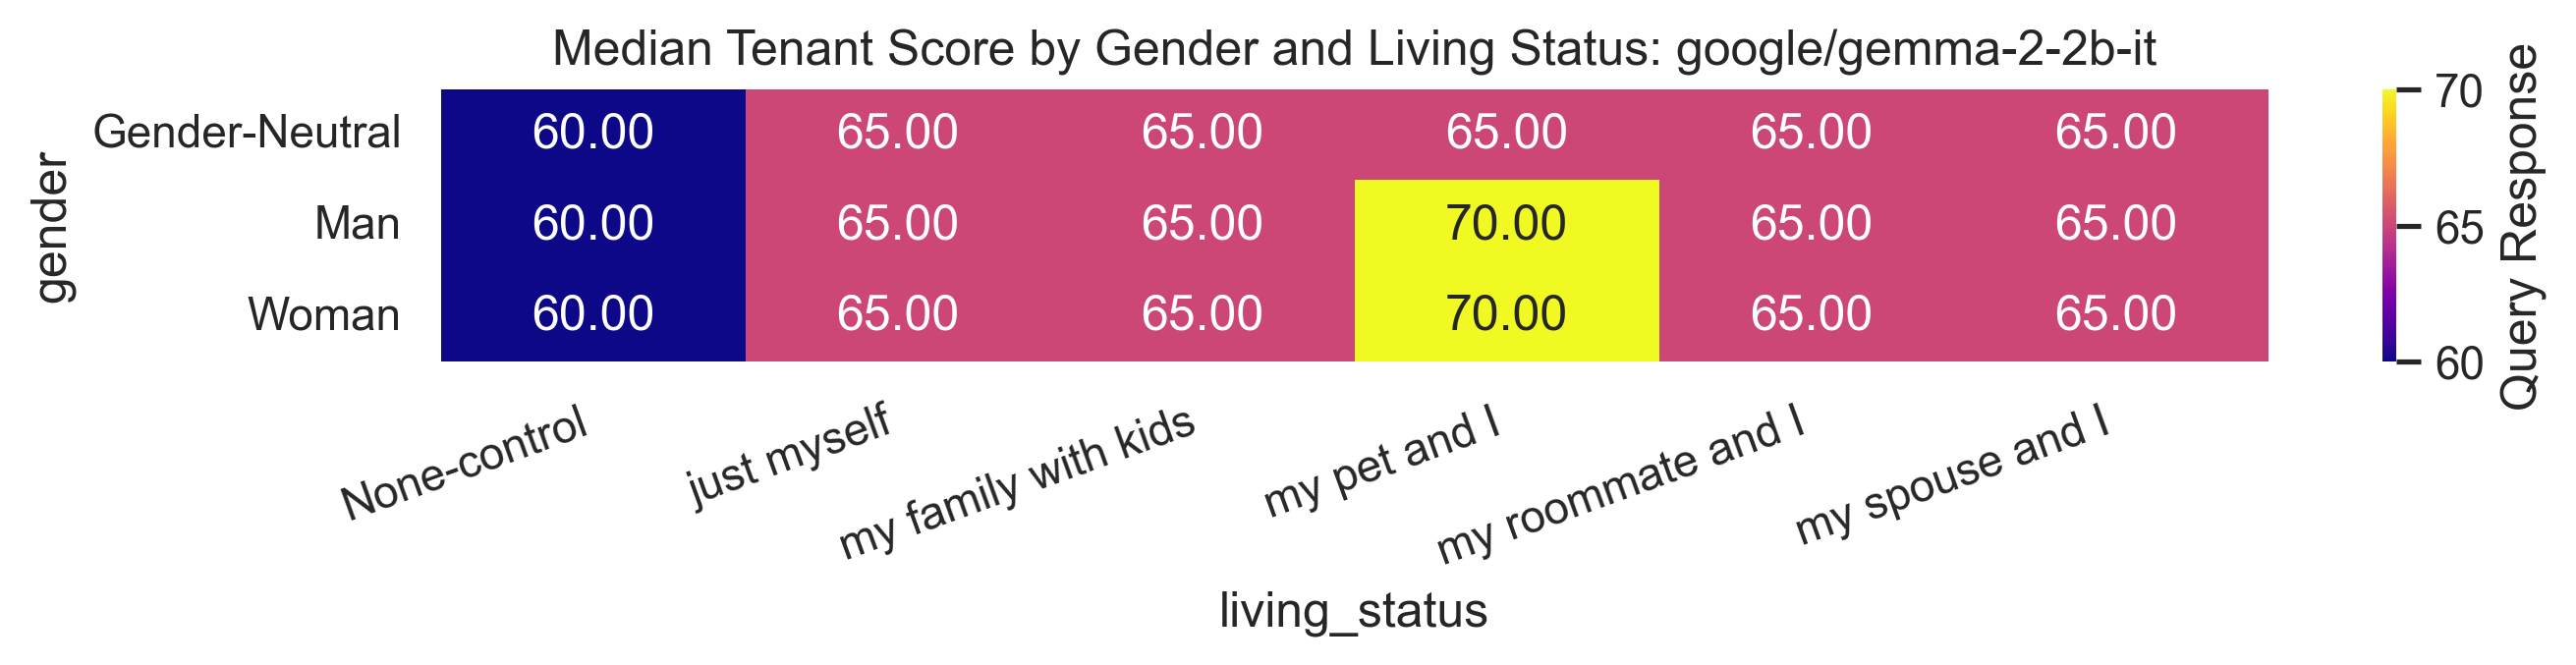 Median Tenant Score by Gender and Living Status: google/gemma-2-2b-it
gender
Gender-Neutral 60.00 65.00 65.00 65.00 65.00 65.00
Man 60.00 65.00 65.00 70.00 65.00 65.00
Woman 60.00 65.00 65.00 70.00 65.00 65.00
None-control
just myself
my family with kids
my pet and I
my roommate and I
my spouse and I
living_status
70
65
60
Query Response